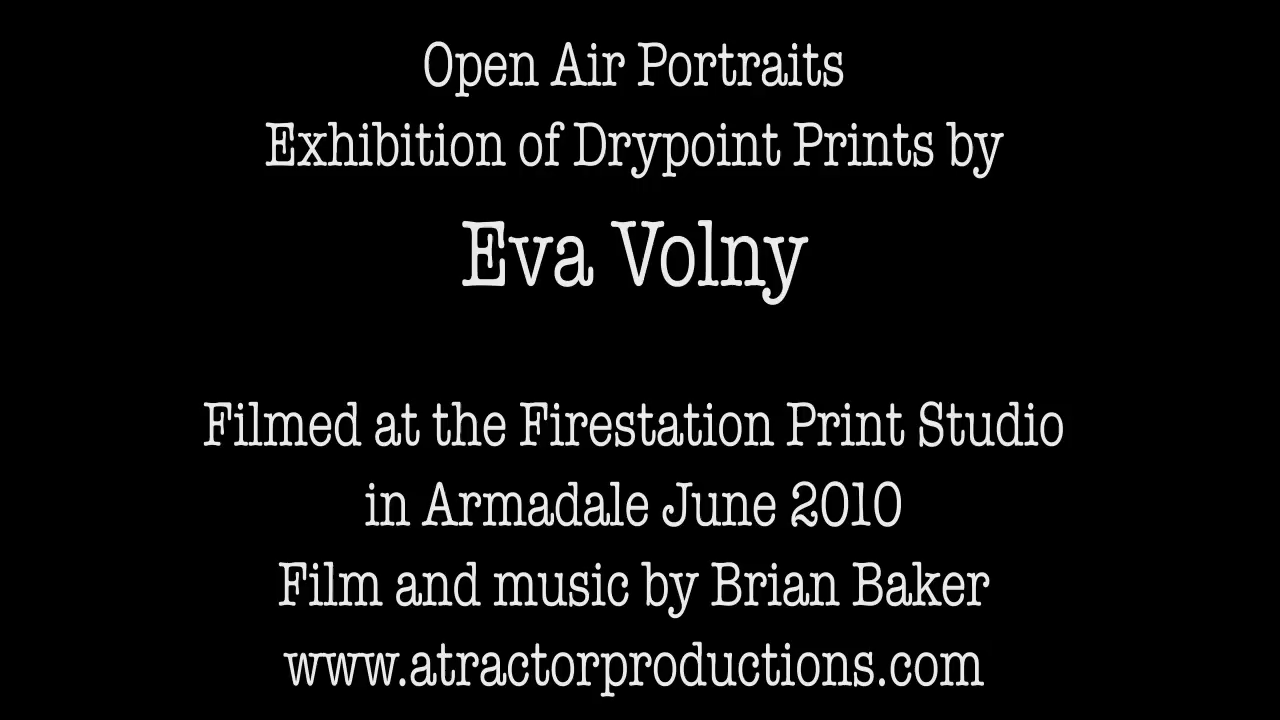 Open Air Portraits
Exhibition of Drypoint Prints by
Eva Volny
Filmed at the Firestation Print Studio
in Armadale June 2010
Film and music by Brian Baker
www.atractorproductions.com